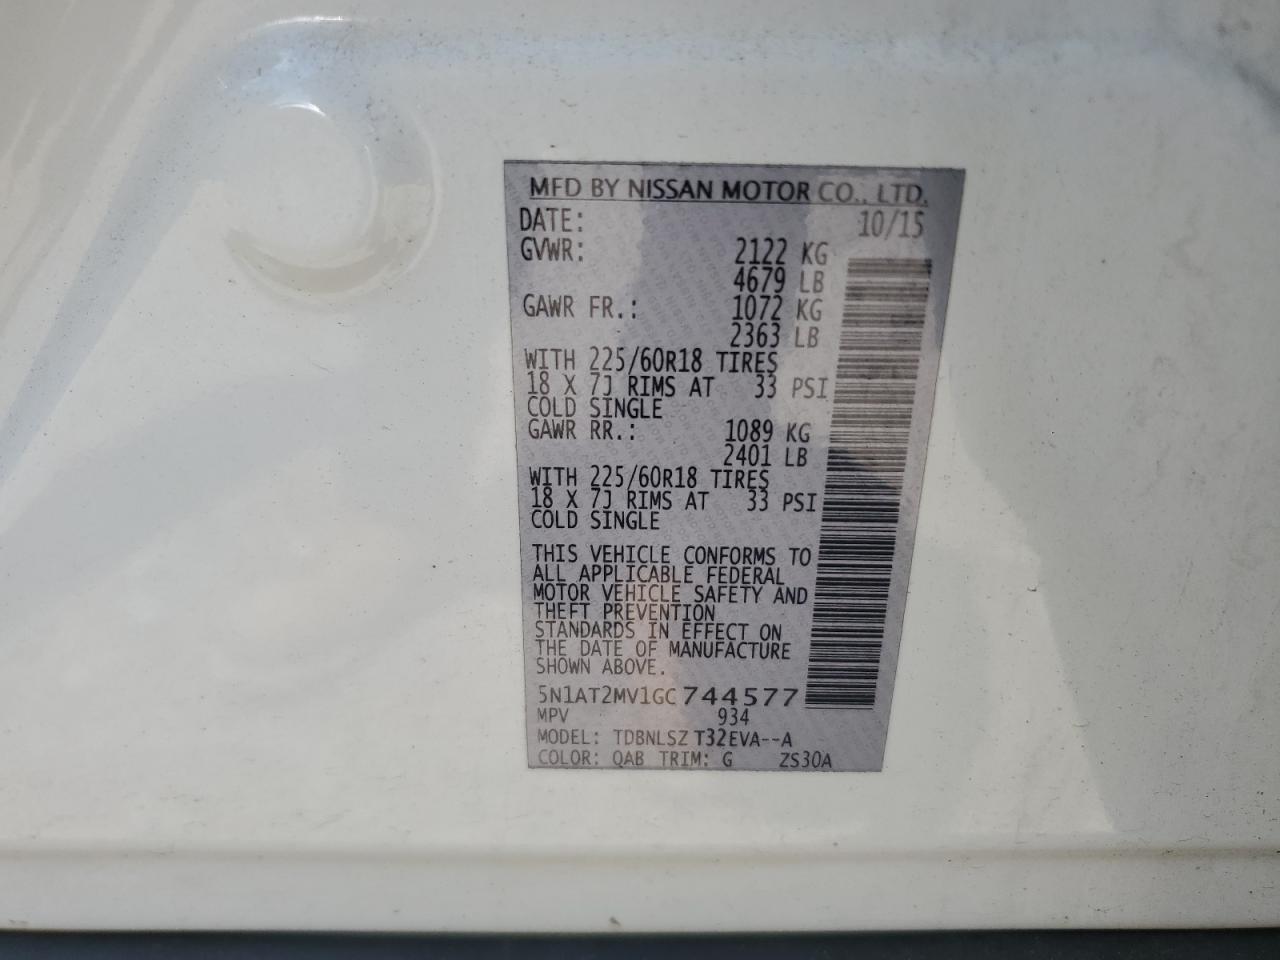 MFD BY NISSAN MOTOR CO., LTD.
DATE: 10/15
GVWR: 2122 KG
4679 LB
GAWR FR.: 1072 KG
2363 LB
WITH 225/60R18 TIRES
18 X 7J RIMS AT 33 PSI
COLD SINGLE
GAWR RR.: 1089 KG
2401 LB
WITH 225/60R18 TIRES
18 X 7J RIMS AT 33 PSI
COLD SINGLE
THIS VEHICLE CONFORMS TO
ALL APPLICABLE FEDERAL
MOTOR VEHICLE SAFETY AND
THEFT PREVENTION
STANDARDS IN EFFECT ON
THE DATE OF MANUFACTURE
SHOWN ABOVE.
5N1AT2MV1GC744577
MPV 934
MODEL: TDBNLSZ T32EVA--A
COLOR: QAB TRIM: G ZS30A